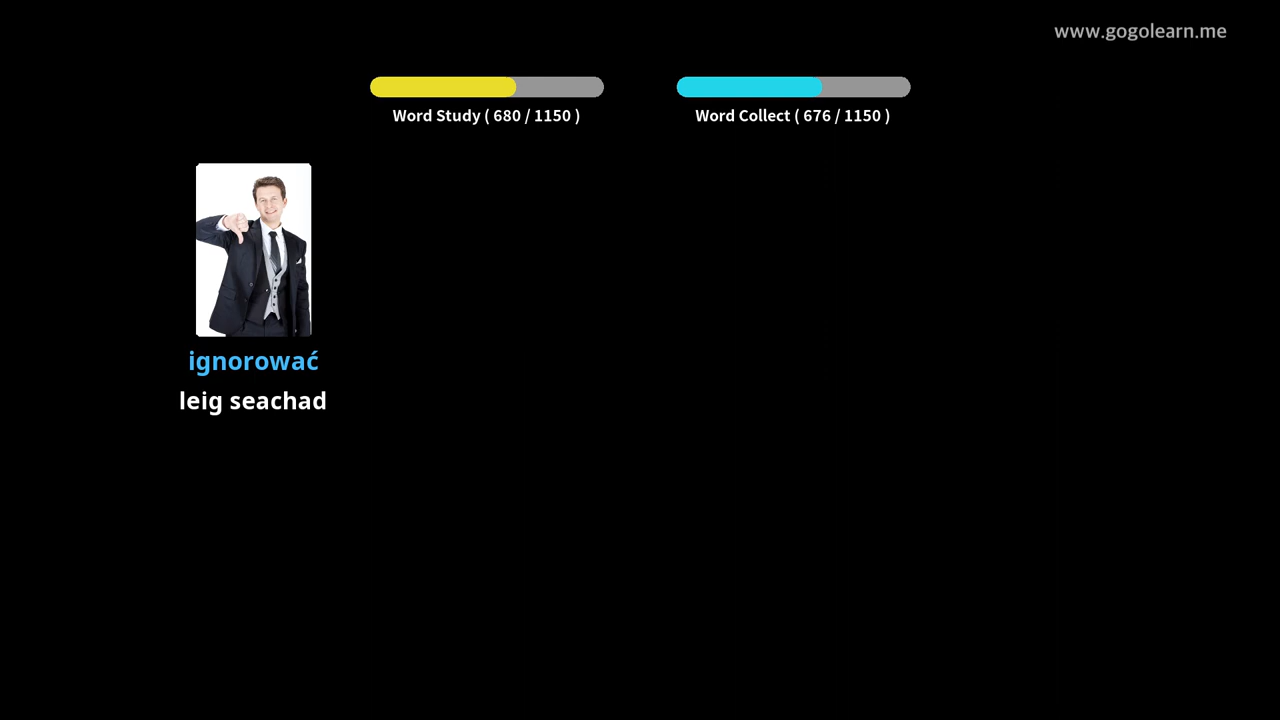 www.gogolearn.me
Word Study ( 680 / 1150 )
Word Collect ( 676 / 1150 )
ignorować
leig seachad